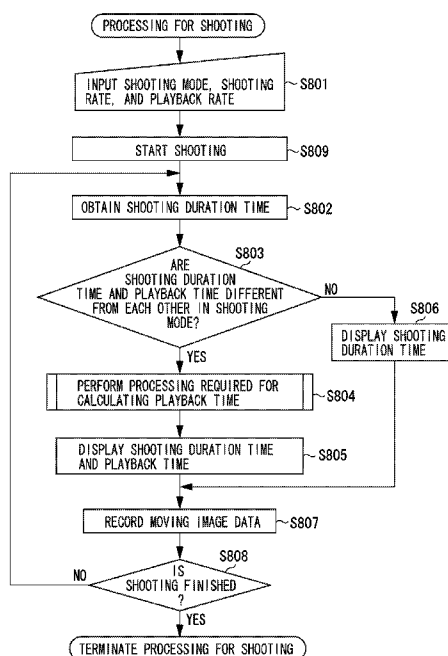 PROCESSING FOR SHOOTING
INPUT SHOOTING MODE, SHOOTING
RATE, AND PLAYBACK RATE
S801
START SHOOTING
S809
OBTAIN SHOOTING DURATION TIME
S802
S803
ARE
SHOOTING DURATION
TIME AND PLAYBACK TIME DIFFERENT
FROM EACH OTHER IN SHOOTING
MODE?
NO
S806
DISPLAY SHOOTING
DURATION TIME
YES
PERFORM PROCESSING REQUIRED FOR
CALCULATING PLAYBACK TIME
S804
DISPLAY SHOOTING DURATION TIME
AND PLAYBACK TIME
S805
RECORD MOVING IMAGE DATA
S807
S808
IS
SHOOTING FINISHED
?
NO
YES
TERMINATE PROCESSING FOR SHOOTING